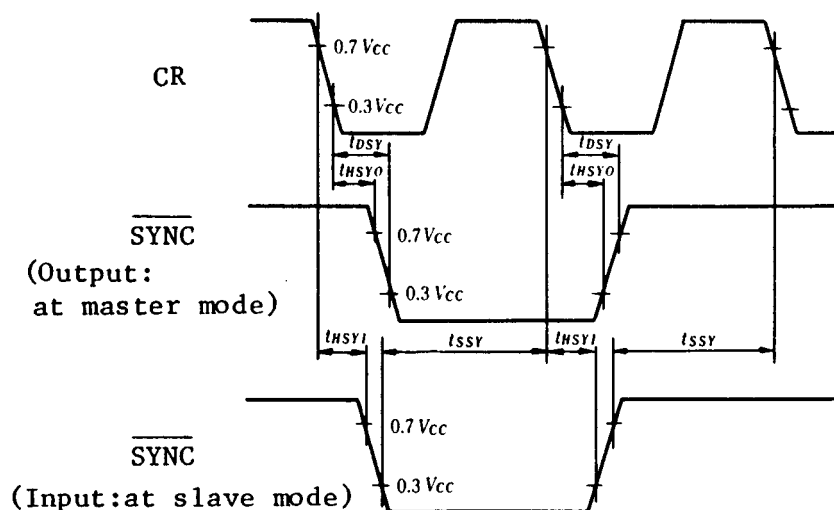 0.7 Vcc
CR
0.3 Vcc
tDSY tDSY
tHSYO tHSYO
SYNC
0.7 Vcc
(Output:
at master mode)
0.3 Vcc
tHSYI tSSY tHSYI tSSY
0.7 Vcc
SYNC
0.3 Vcc
(Input:at slave mode)